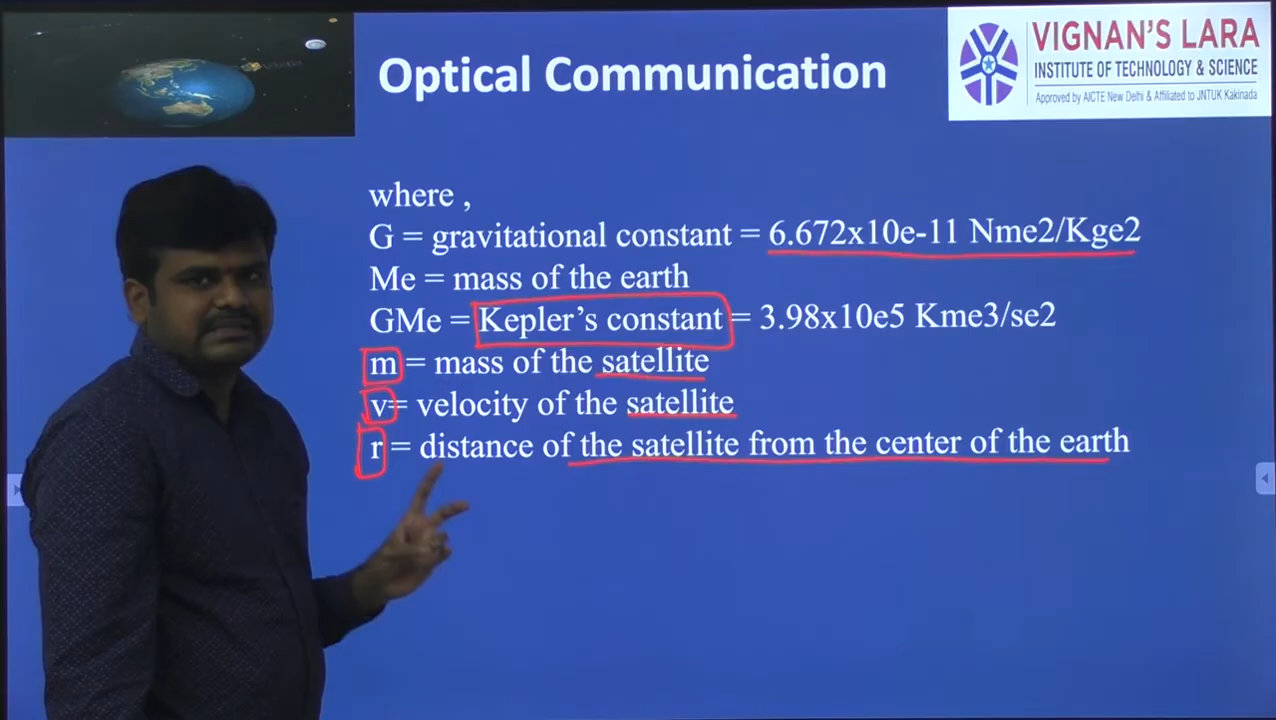 Optical Communication
VIGNAN'S LARA
INSTITUTE OF TECHNOLOGY & SCIENCE
Approved by AICTE New Delhi & Affiliated to JNTUK Kakinada
where ,
G = gravitational constant = 6.672x10e-11 Nme2/Kge2
Me = mass of the earth
GMe = Kepler's constant = 3.98x10e5 Kme3/se2
m = mass of the satellite
v= velocity of the satellite
r = distance of the satellite from the center of the earth